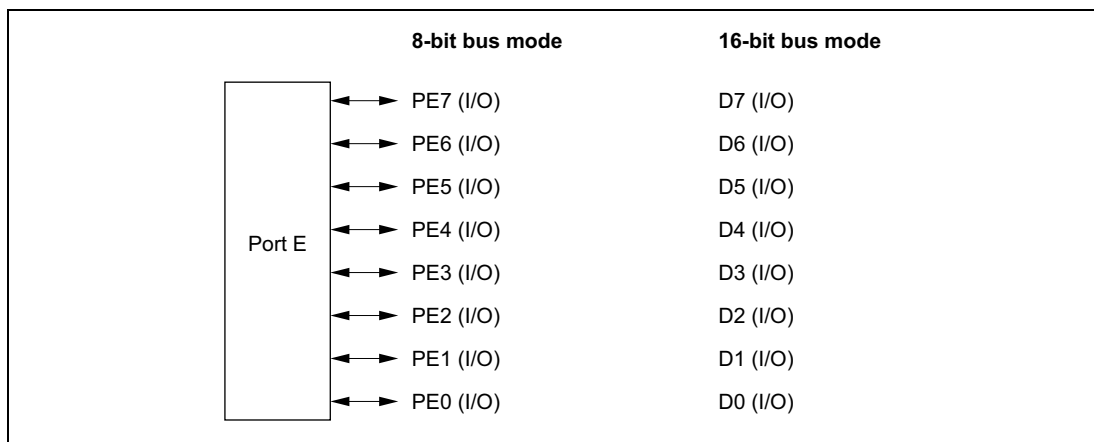 8-bit bus mode 16-bit bus mode
PE7 (I/O) D7 (I/O)
PE6 (I/O) D6 (I/O)
PE5 (I/O) D5 (I/O)
PE4 (I/O) D4 (I/O)
Port E
PE3 (I/O) D3 (I/O)
PE2 (I/O) D2 (I/O)
PE1 (I/O) D1 (I/O)
PE0 (I/O) D0 (I/O)